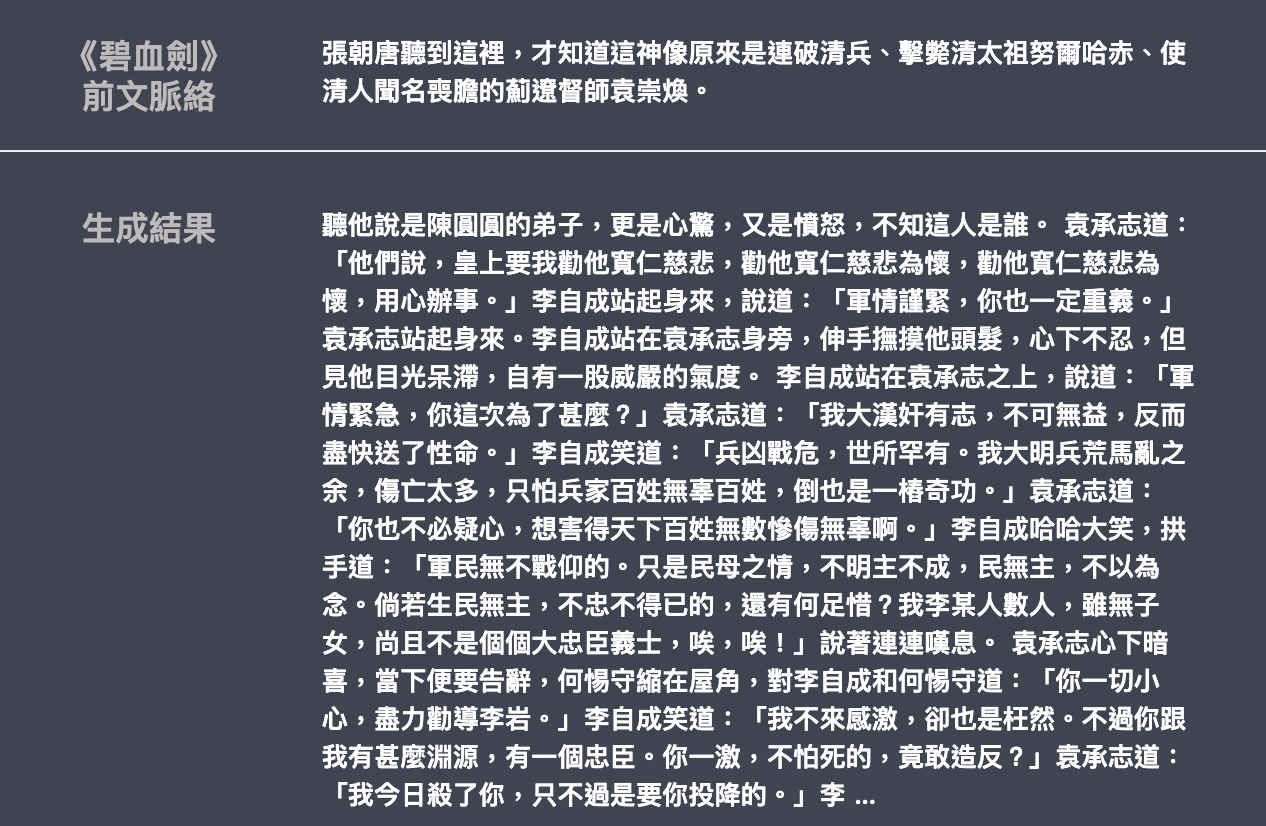 《碧血劍》
前文脈絡
張朝唐聽到這裡，才知道這神像原來是連破清兵、擊斃清太祖努爾哈赤、使
清人聞名喪膽的薊遼督師袁崇煥。
生成結果
聽他說是陳圓圓的弟子，更是心驚，又是憤怒，不知這人是誰。 袁承志道：
「他們說，皇上要我勸他寬仁慈悲，勸他寬仁慈悲為懷，勸他寬仁慈悲為
懷，用心辦事。」李自成站起身來，說道：「軍情謹緊，你也一定重義。」
袁承志站起身來。李自成站在袁承志身旁，伸手撫摸他頭髮，心下不忍，但
見他目光呆滯，自有一股威嚴的氣度。 李自成站在袁承志之上，說道：「軍
情緊急，你這次為了甚麼？」袁承志道：「我大漢奸有志，不可無益，反而
盡快送了性命。」李自成笑道：「兵凶戰危，世所罕有。我大明兵荒馬亂之
余，傷亡太多，只怕兵家百姓無辜百姓，倒也是一樁奇功。」袁承志道：
「你也不必疑心，想害得天下百姓無數慘傷無辜啊。」李自成哈哈大笑，拱
手道：「軍民無不戰仰的。只是民母之情，不明主不成，民無主，不以為
念。倘若生民無主，不忠不得已的，還有何足惜？我李某人數人，雖無子
女，尚且不是個個大忠臣義士，唉，唉！」說著連連嘆息。 袁承志心下暗
喜，當下便要告辭，何惕守縮在屋角，對李自成和何惕守道：「你一切小
心，盡力勸導李岩。」李自成笑道：「我不來感激，卻也是枉然。不過你跟
我有甚麼淵源，有一個忠臣。你一激，不怕死的，竟敢造反？」袁承志道：
「我今日殺了你，只不過是要你投降的。」李 ...